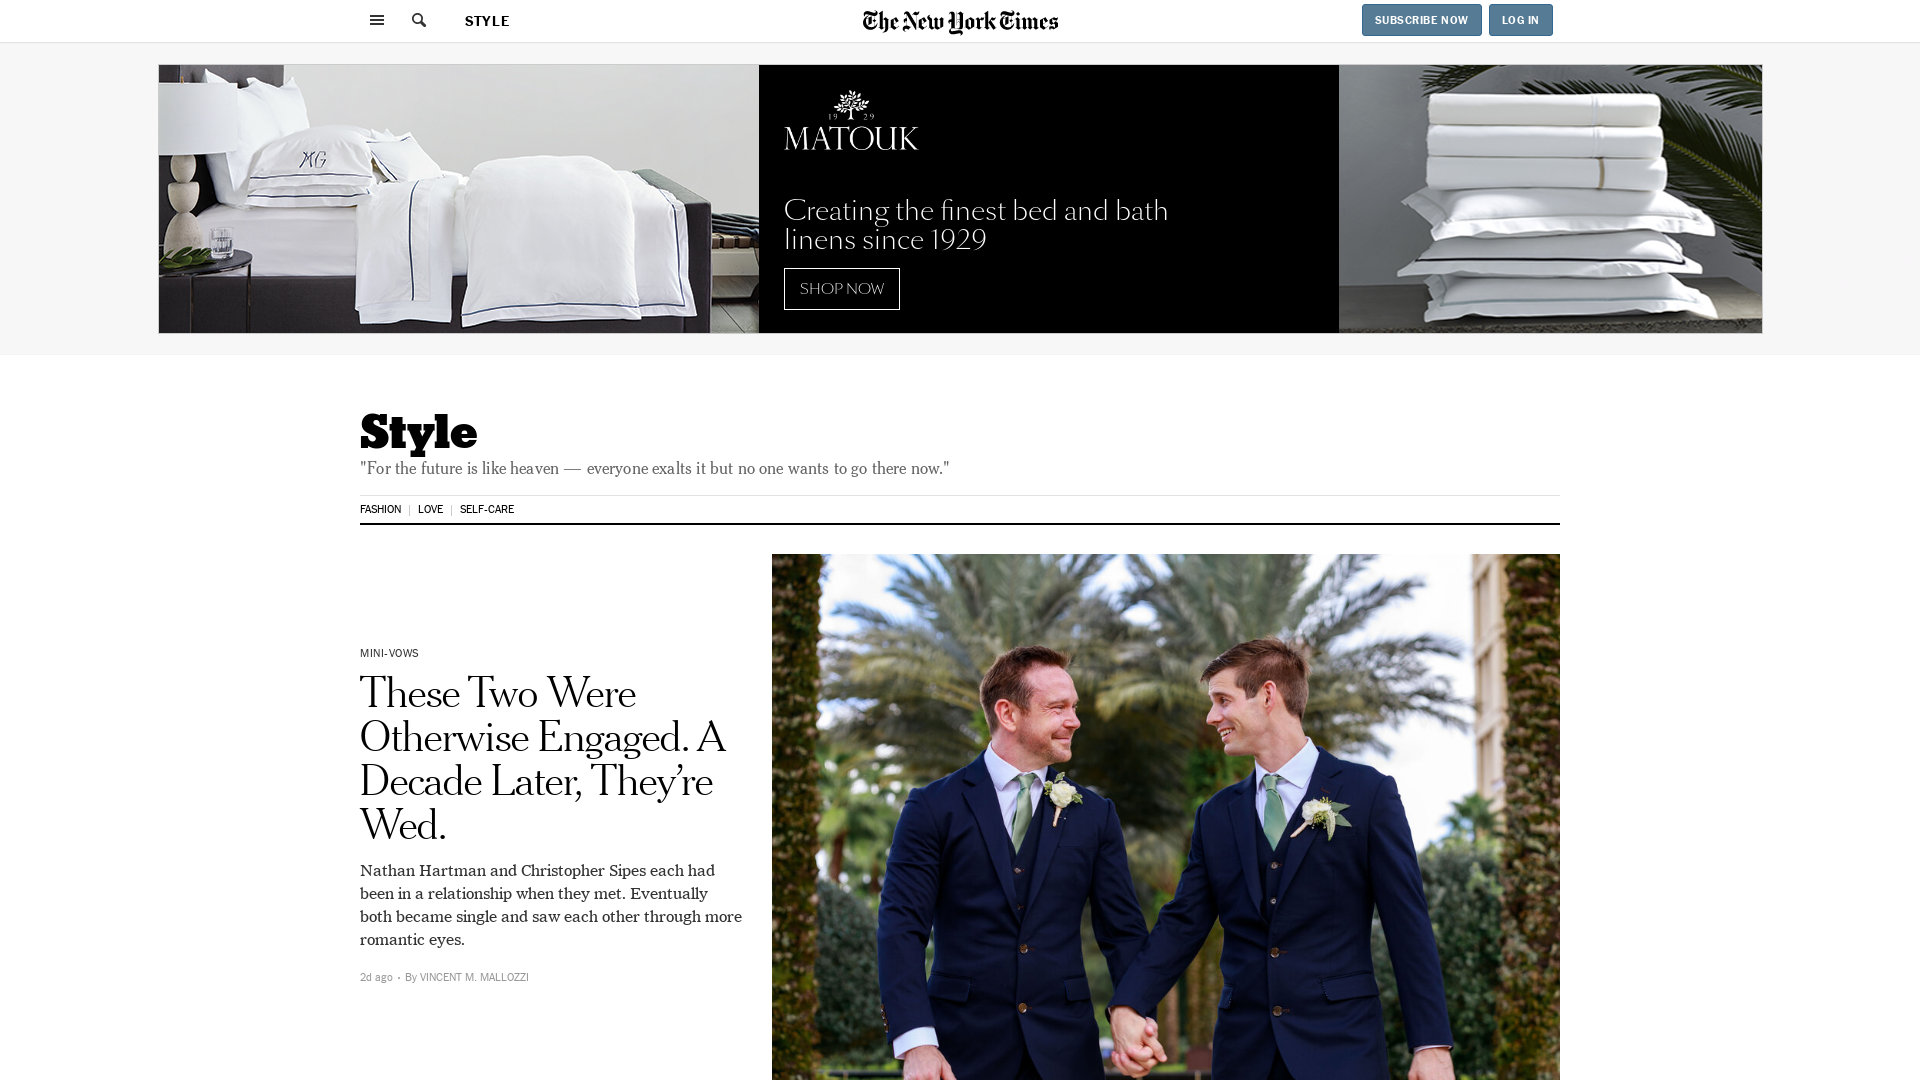 STYLE
The New York Times
SUBSCRIBE NOW
LOG IN
MG
1929
MATOUK
Creating the finest bed and bath
linens since 1929
SHOP NOW
Style
"For the future is like heaven — everyone exalts it but no one wants to go there now."
FASHION | LOVE | SELF-CARE
MINI-VOWS
These Two Were
Otherwise Engaged. A
Decade Later, They’re
Wed.
Nathan Hartman and Christopher Sipes each had
been in a relationship when they met. Eventually
both became single and saw each other through more
romantic eyes.
2d ago • By VINCENT M. MALLOZZI